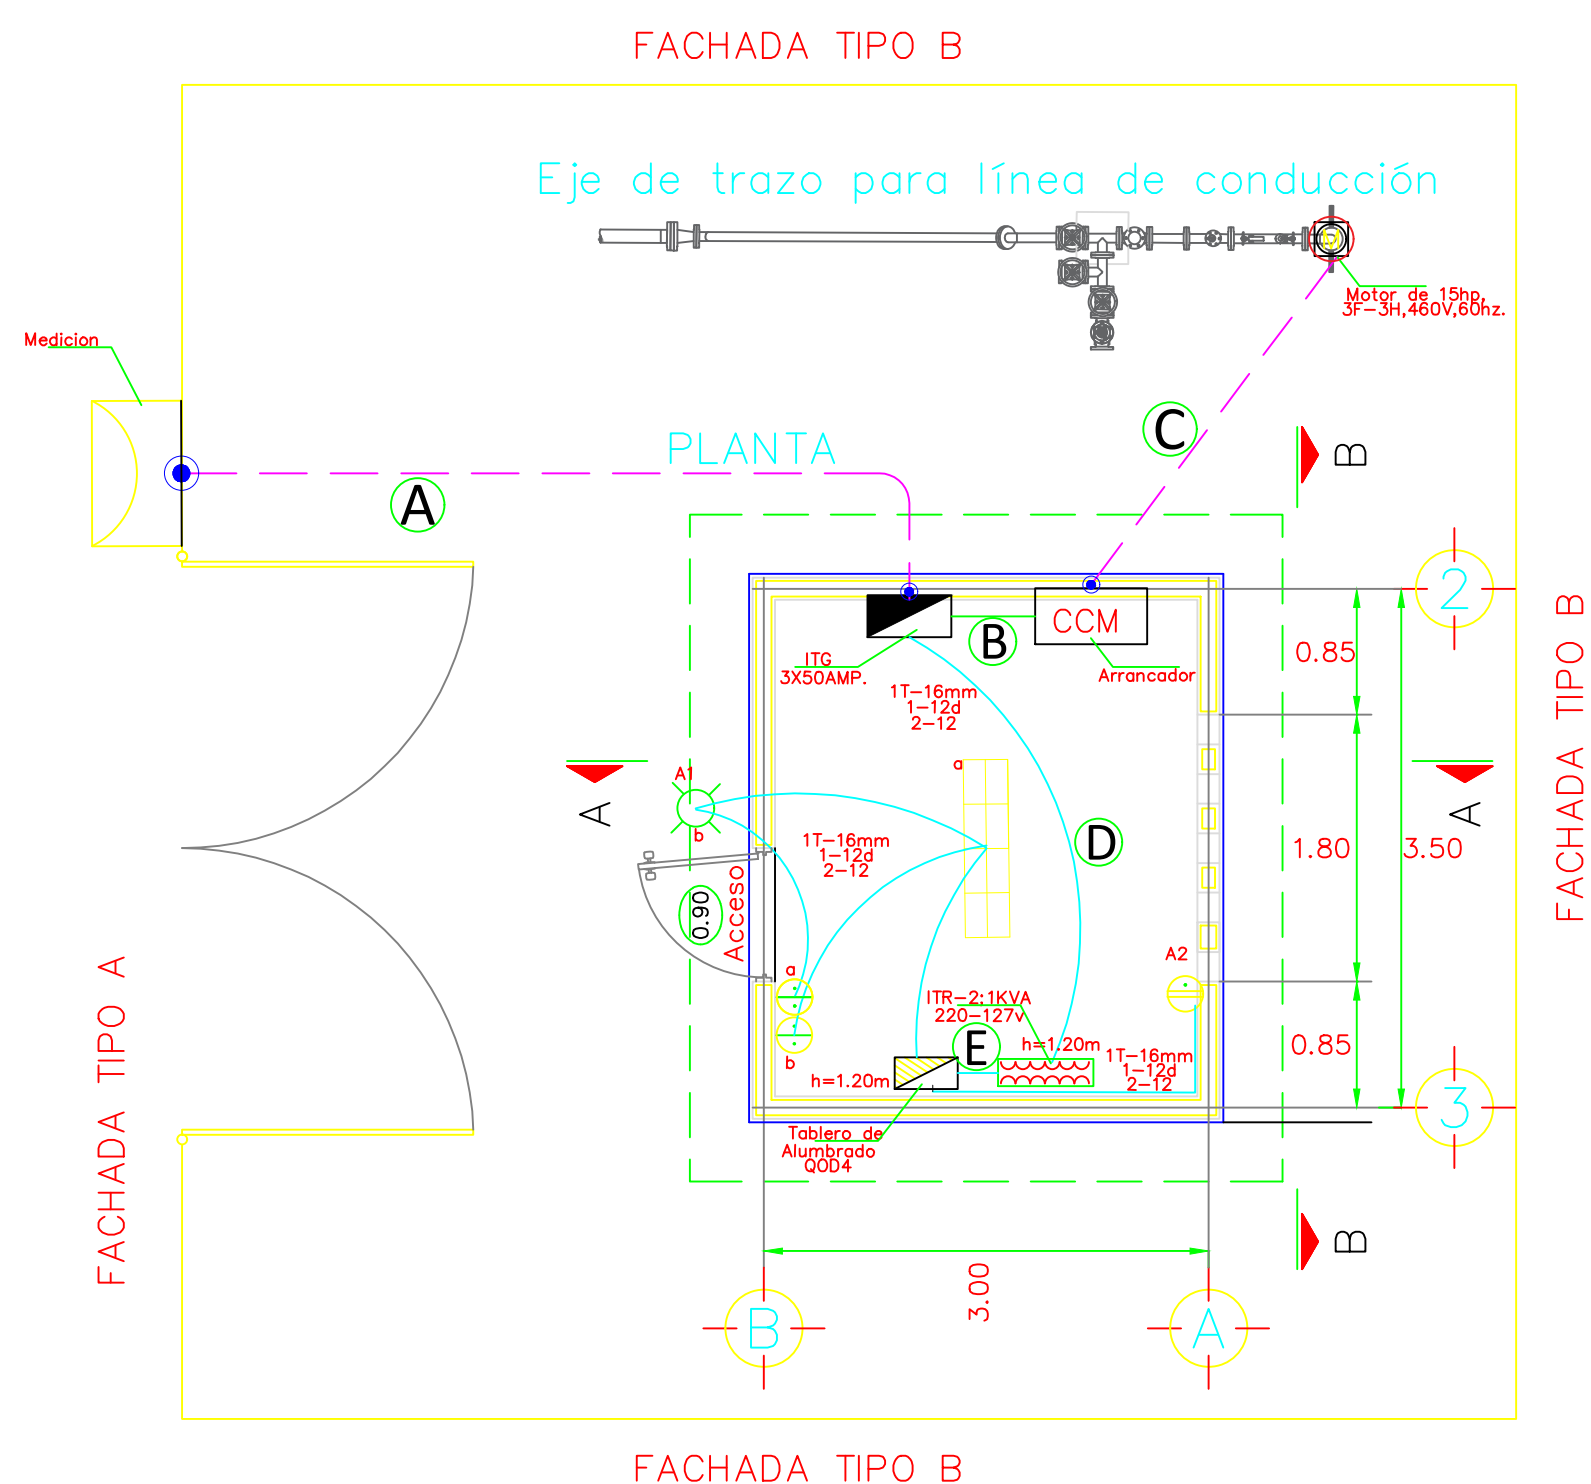 FACHADA TIPO B
Eje de trazo para línea de conducción
M
Motor de 15hp,
3F-3H,460V,60hz.
Medicion
PLANTA
C
B
A
2
CCM
B
0.85
ITG
3X50AMP.
Arrancador
1T-16mm
1-12d
2-12
FACHADA TIPO B
a
A1
A
A
b
1T-16mm
1-12d
2-12
D
1.80
3.50
0.90
Acceso
A2
a
ITR-2:1KVA
220-127v
FACHADA TIPO A
E
h=1.20m
0.85
1T-16mm
1-12d
2-12
b
h=1.20m
3
Tablero de
Alumbrado
QOD4
B
3.00
B
A
FACHADA TIPO B